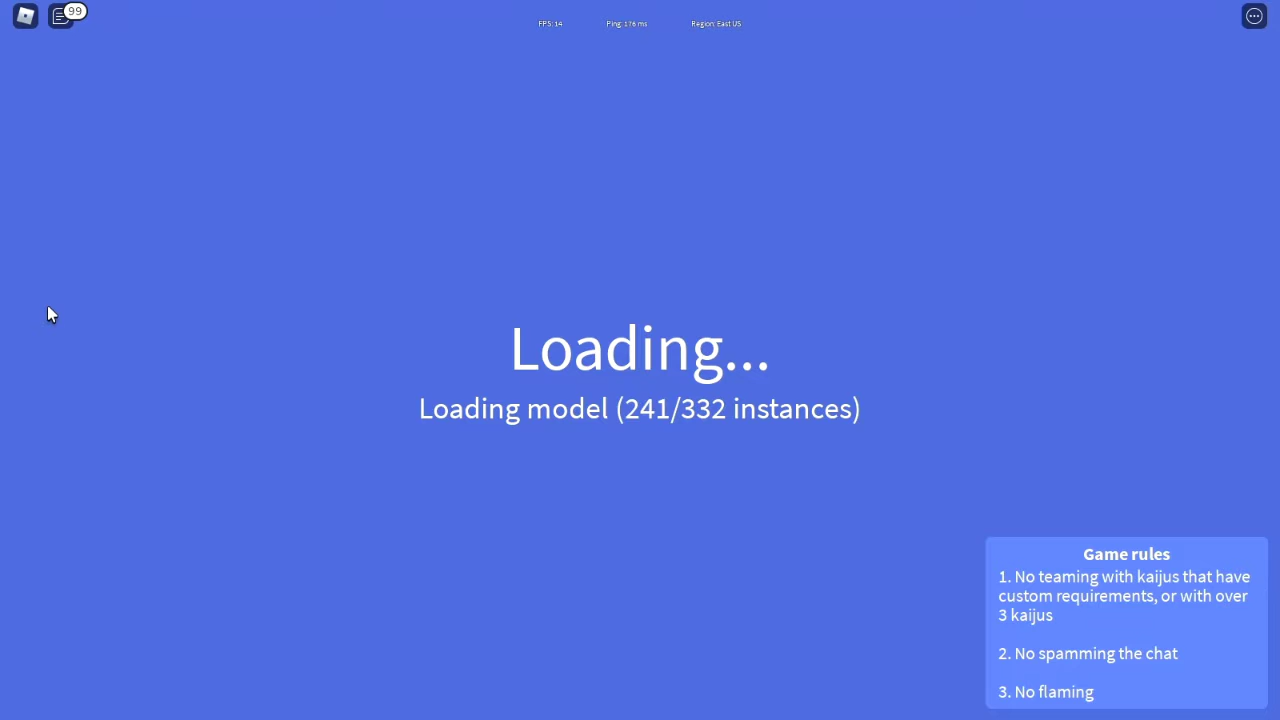 99
FPS: 14 Ping: 176 ms Region: East US
Loading...
Loading model (241/332 instances)
Game rules
1. No teaming with kaijus that have
custom requirements, or with over
3 kaijus
2. No spamming the chat
3. No flaming